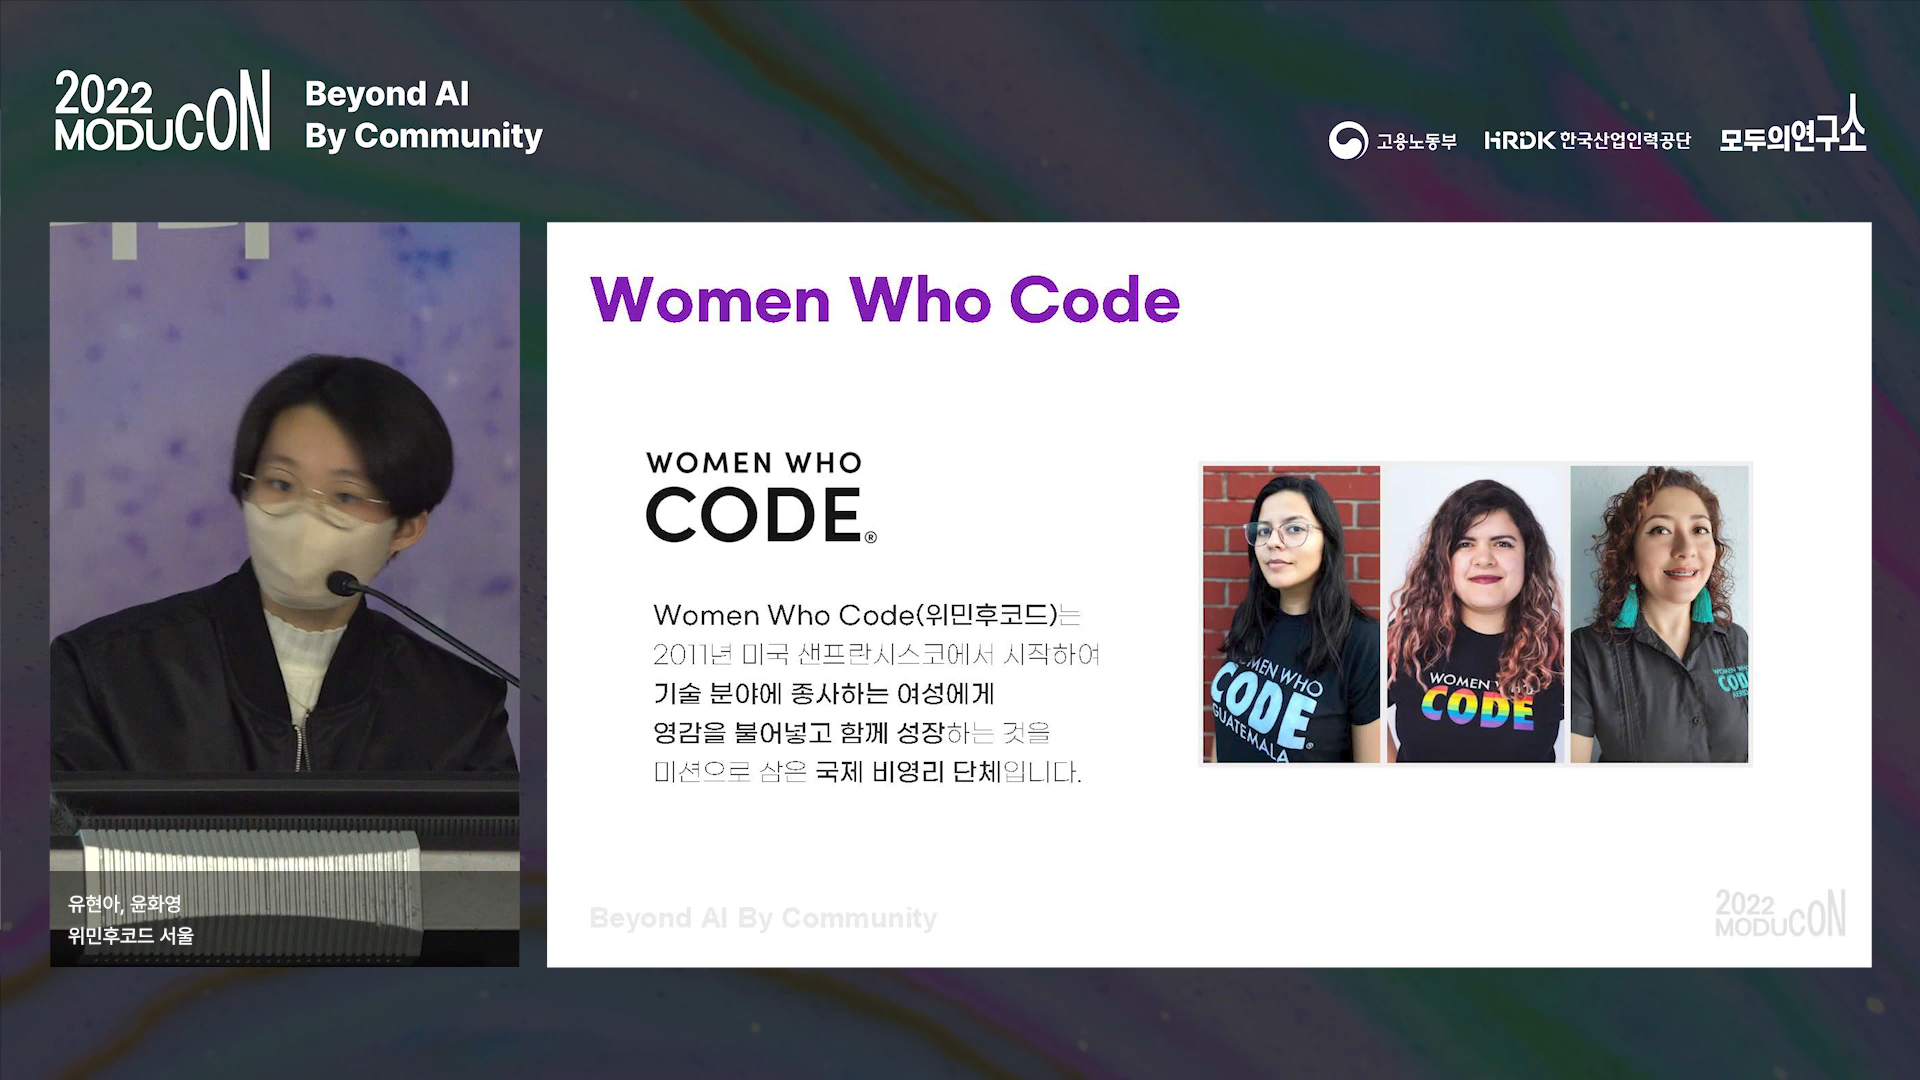 2022
MODUCON
Beyond AI
By Community
고용노동부
HRDK 한국산업인력공단
모두의연구소
Women Who Code
WOMEN WHO
CODE®
Women Who Code(위민후코드)는
2011년 미국 샌프란시스코에서 시작하여
기술 분야에 종사하는 여성에게
영감을 불어넣고 함께 성장하는 것을
미션으로 삼은 국제 비영리 단체입니다.
WOMEN WHO
CODE
GUATEMALA
WOMEN WHO
CODE
WOMEN WHO
CODE
유현아, 윤화영
위민후코드 서울
Beyond AI By Community
2022
MODUCON